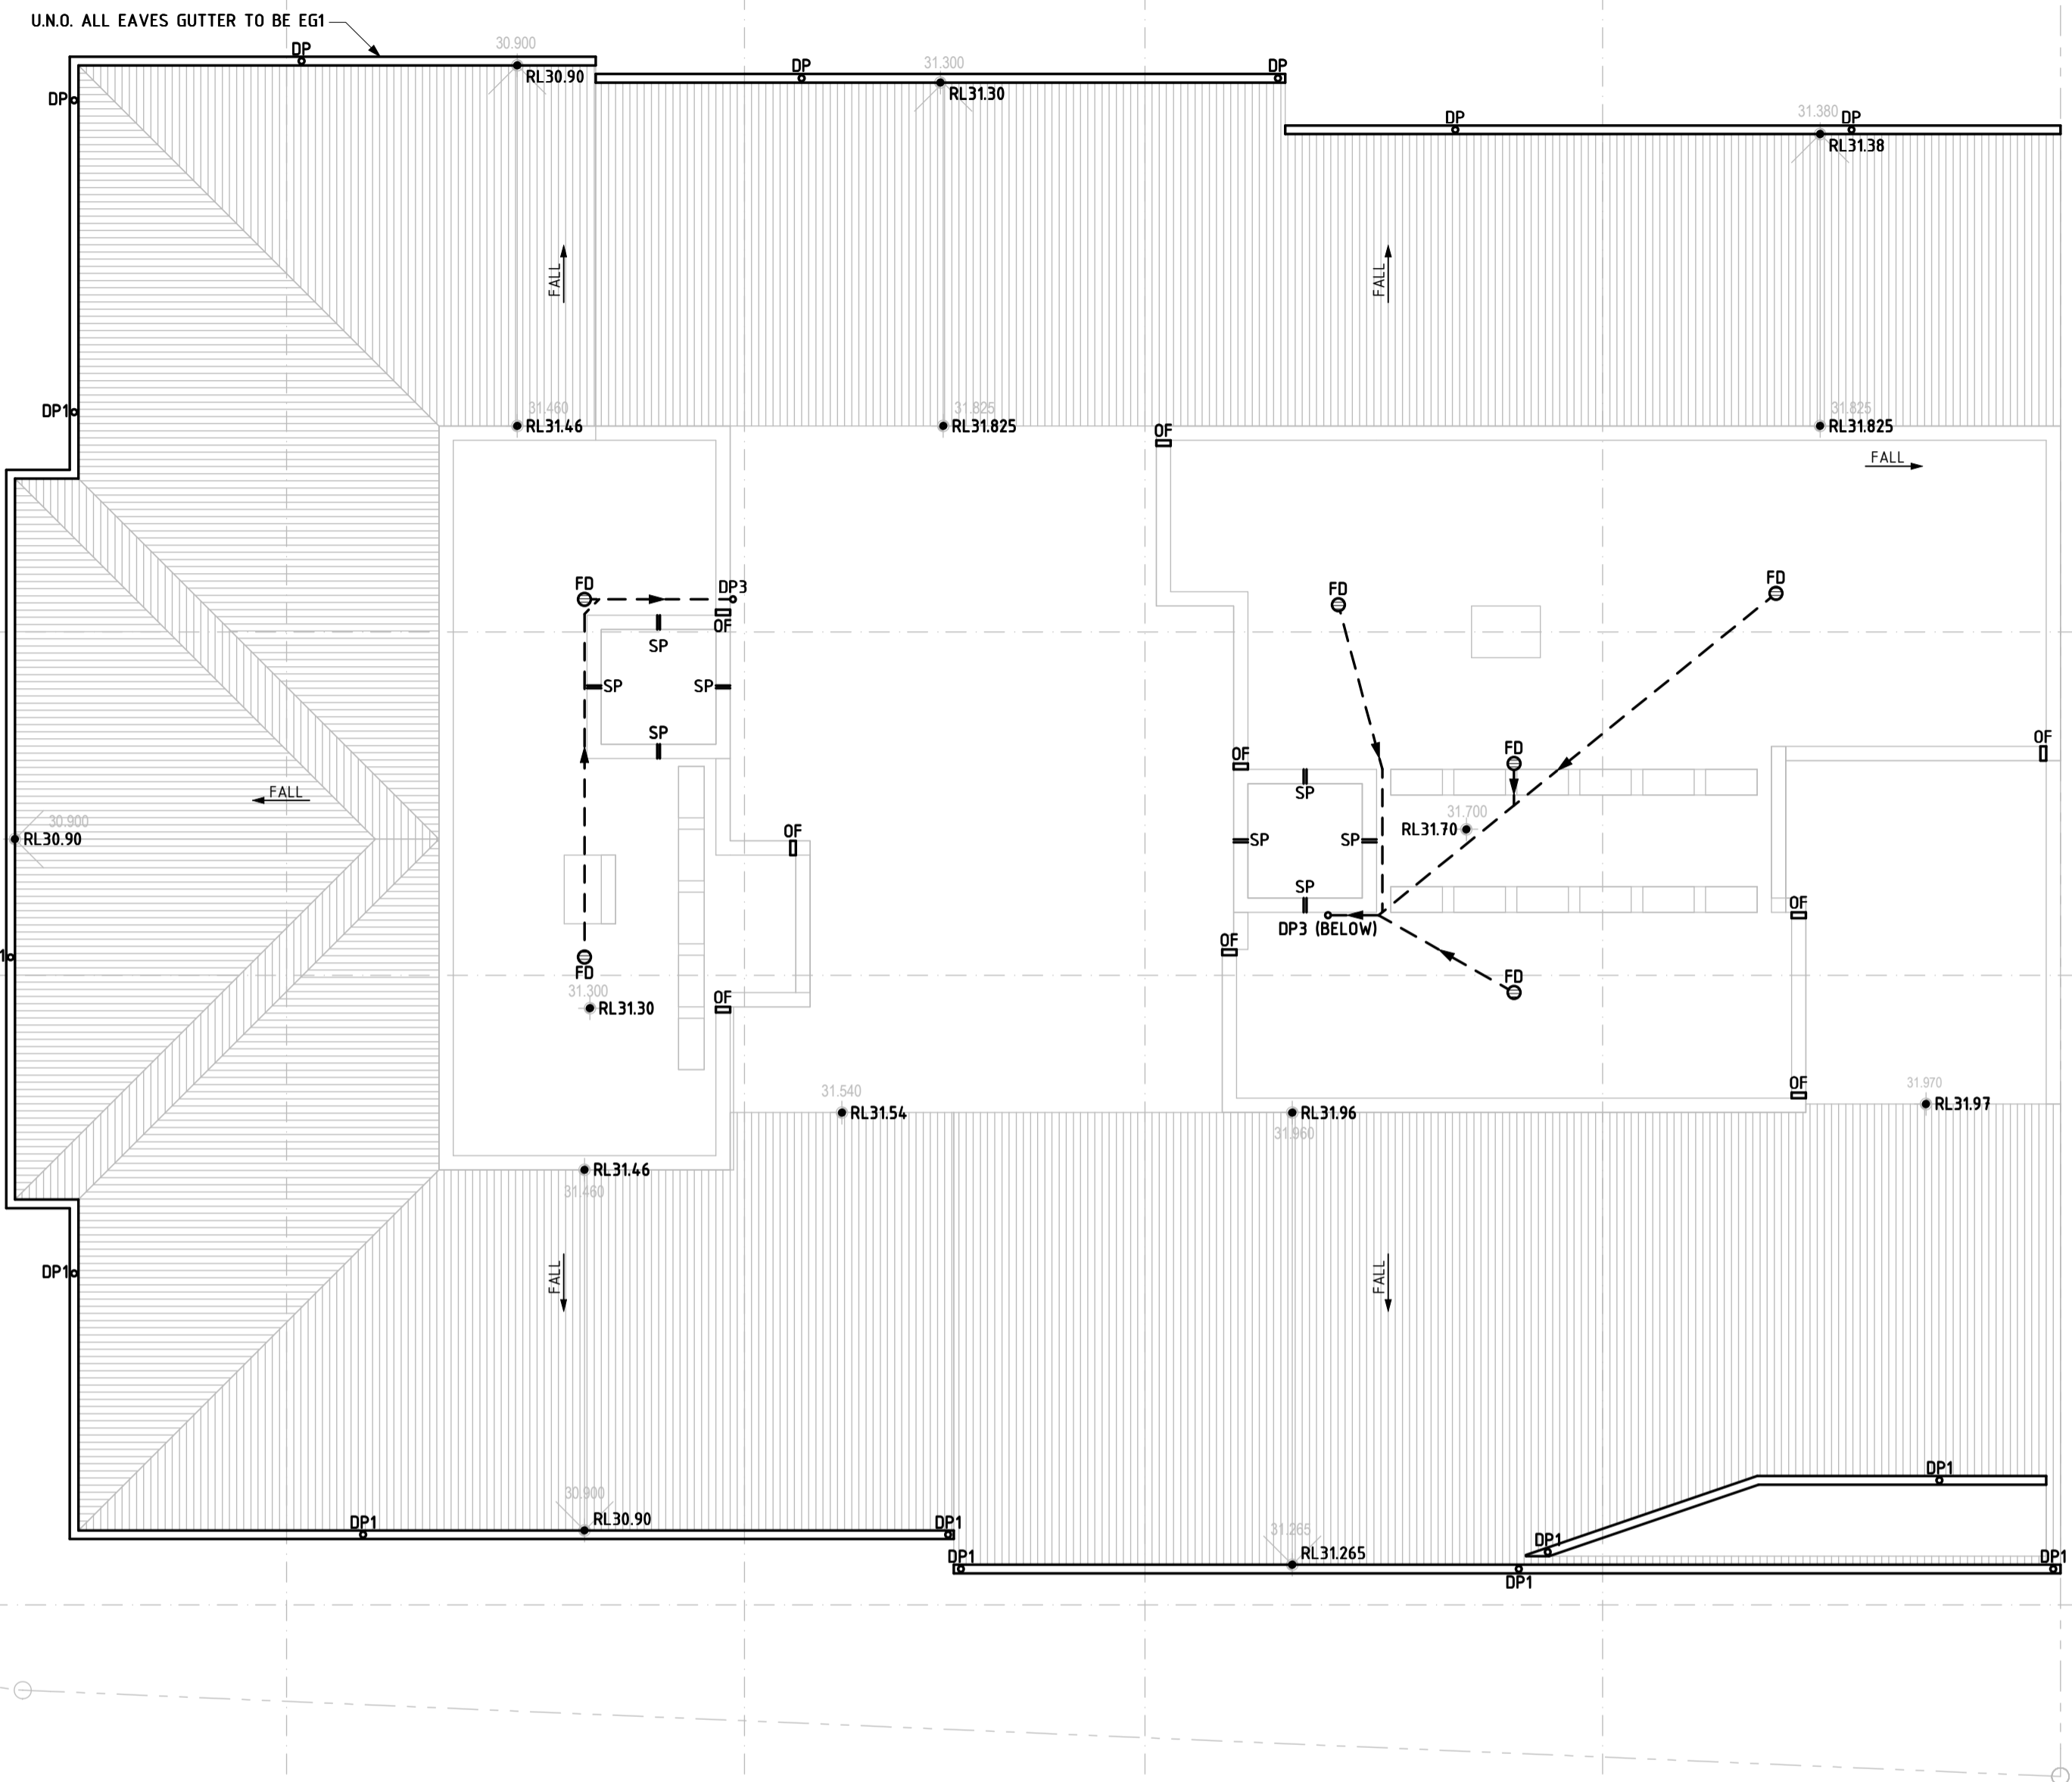 U.N.O. ALL EAVES GUTTER TO BE EG1
30.900
DP
RL30.90
DP
DP
31.300
DP
RL31.30
DP
31.380
DP
RL31.38
DP
FALL
FALL
31.460
RL31.46
31.825
RL31.825
OF
31.825
RL31.825
DP1
FALL
FD
DP3
OF
SP
SP
SP
SP
FD
FD
OF
FD
OF
SP
SP
SP
SP
31.700
RL31.70
FALL
30.900
RL30.90
OF
OF
DP3 (BELOW)
OF
1
FD
31.300
RL31.30
OF
FD
31.540
RL31.54
RL31.96
31.960
OF
31.970
RL31.97
RL31.46
31.460
DP1
FALL
FALL
30.900
RL30.90
DP1
DP1
DP1
31.265
RL31.265
DP1
DP1
DP1
DP1